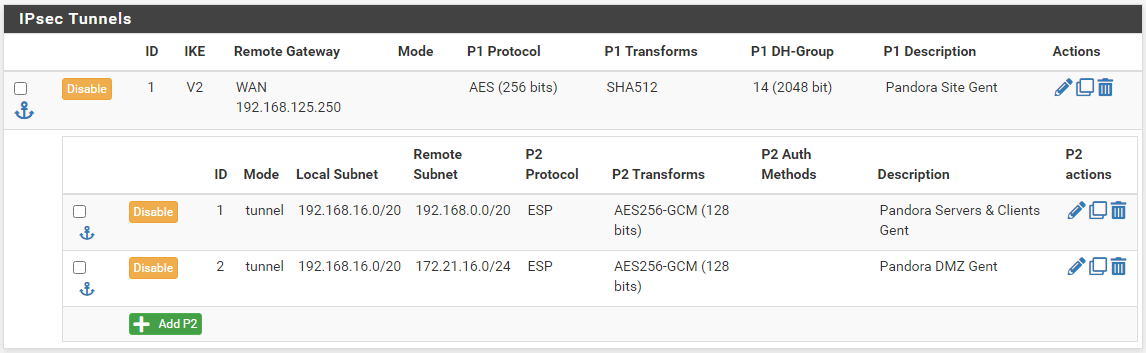 IPsec Tunnels
ID IKE Remote Gateway Mode P1 Protocol P1 Transforms P1 DH-Group P1 Description Actions
Disable 1 V2 WAN AES (256 bits) SHA512 14 (2048 bit) Pandora Site Gent
192.168.125.250
Remote P2 P2 Auth P2
ID Mode Local Subnet Subnet Protocol P2 Transforms Methods Description actions
Disable 1 tunnel 192.168.16.0/20 192.168.0.0/20 ESP AES256-GCM (128 Pandora Servers & Clients
bits) Gent
Disable 2 tunnel 192.168.16.0/20 172.21.16.0/24 ESP AES256-GCM (128 Pandora DMZ Gent
bits)
Add P2